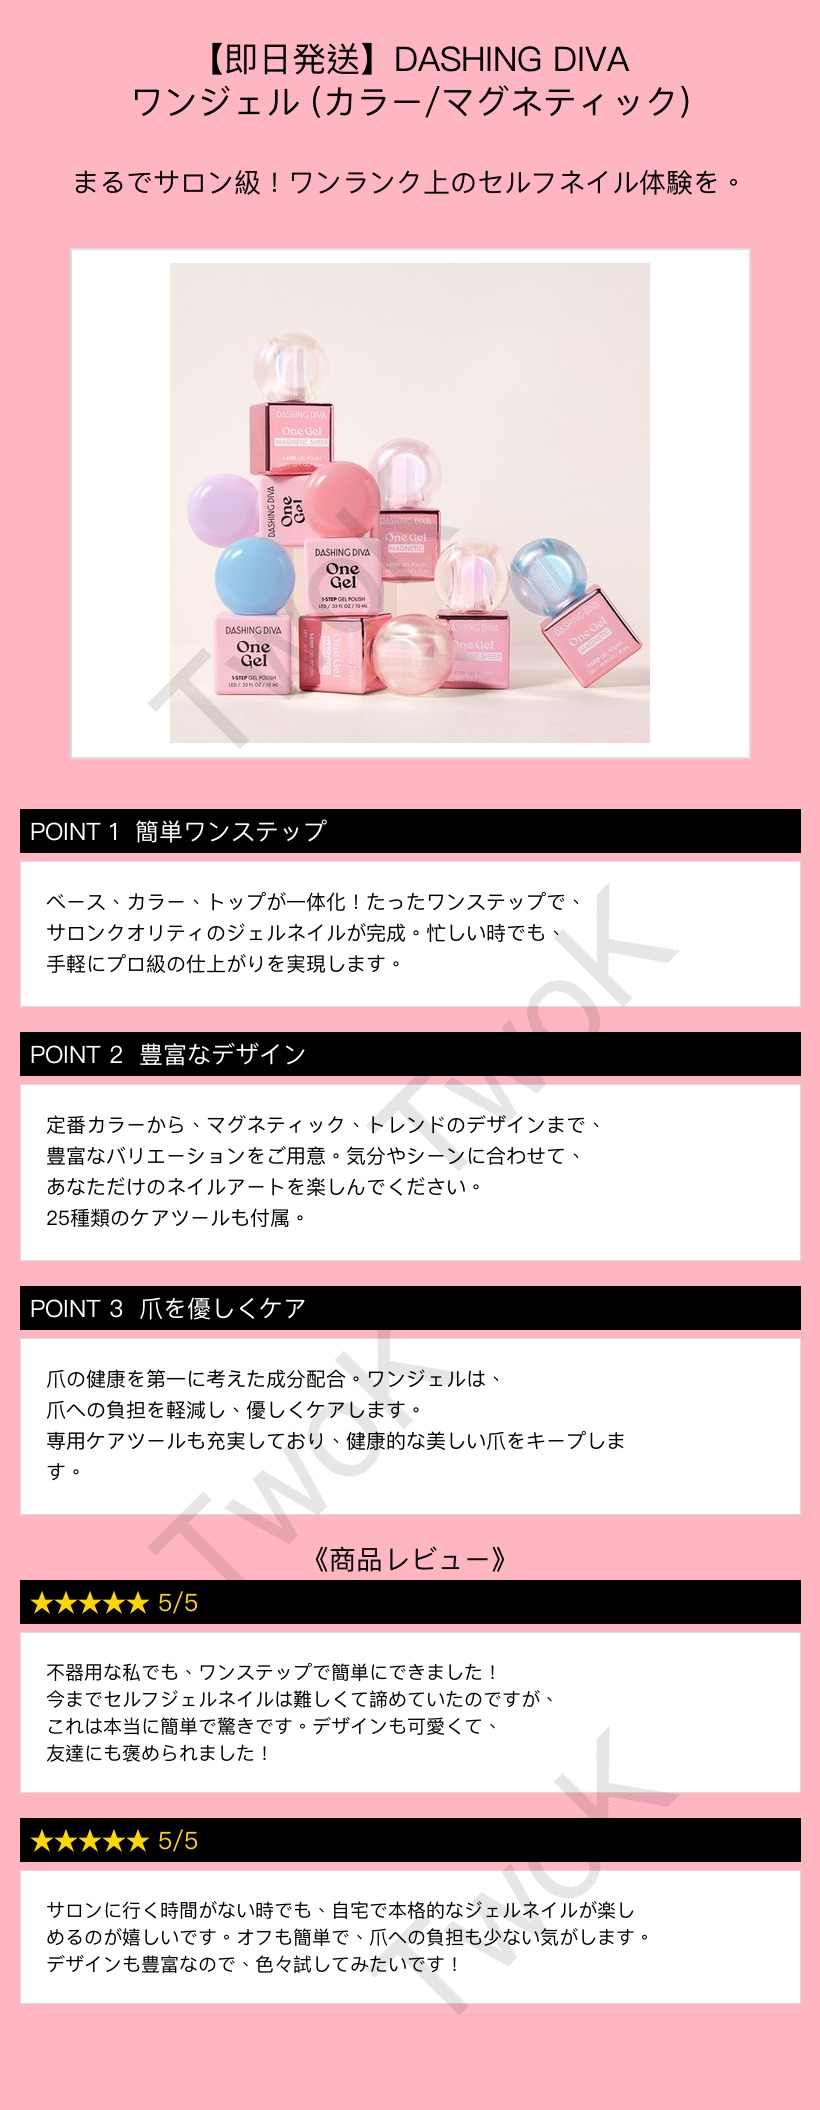 【即日発送】DASHING DIVA
ワンジェル (カラー/マグネティック)
まるでサロン級！ワンランク上のセルフネイル体験を。
DASHING DIVA
One Gel
MAGNETIC SHEER
1-STEP GEL POLISH
DASHING DIVA
One
Gel
DASHING DIVA
One Gel
MAGNETIC
DASHING DIVA
One
Gel
1-STEP GEL POLISH
LED / .33 FL OZ / 10 ML
DASHING DIVA
One
Gel
1-STEP GEL POLISH
LED / .33 FL OZ / 10 ML
One Gel
DASHING DIVA
One Gel
DASHING DIVA
One Gel
MAGNETIC
TwoK
POINT 1 簡単ワンステップ
ベース、カラー、トップが一体化！たったワンステップで、
サロンクオリティのジェルネイルが完成。忙しい時でも、
手軽にプロ級の仕上がりを実現します。
TwoK
POINT 2 豊富なデザイン
定番カラーから、マグネティック、トレンドのデザインまで、
豊富なバリエーションをご用意。気分やシーンに合わせて、
あなただけのネイルアートを楽しんでください。
25種類のケアツールも付属。
POINT 3 爪を優しくケア
爪の健康を第一に考えた成分配合。ワンジェルは、
爪への負担を軽減し、優しくケアします。
専用ケアツールも充実しており、健康的な美しい爪をキープしま
す。
TwoK
《商品レビュー》
★★★★★ 5/5
不器用な私でも、ワンステップで簡単にできました！
今までセルフジェルネイルは難しくて諦めていたのですが、
これは本当に簡単で驚きです。デザインも可愛くて、
友達にも褒められました！
TwoK
★★★★★ 5/5
サロンに行く時間がない時でも、自宅で本格的なジェルネイルが楽し
めるのが嬉しいです。オフも簡単で、爪への負担も少ない気がします。
デザインも豊富なので、色々試してみたいです！